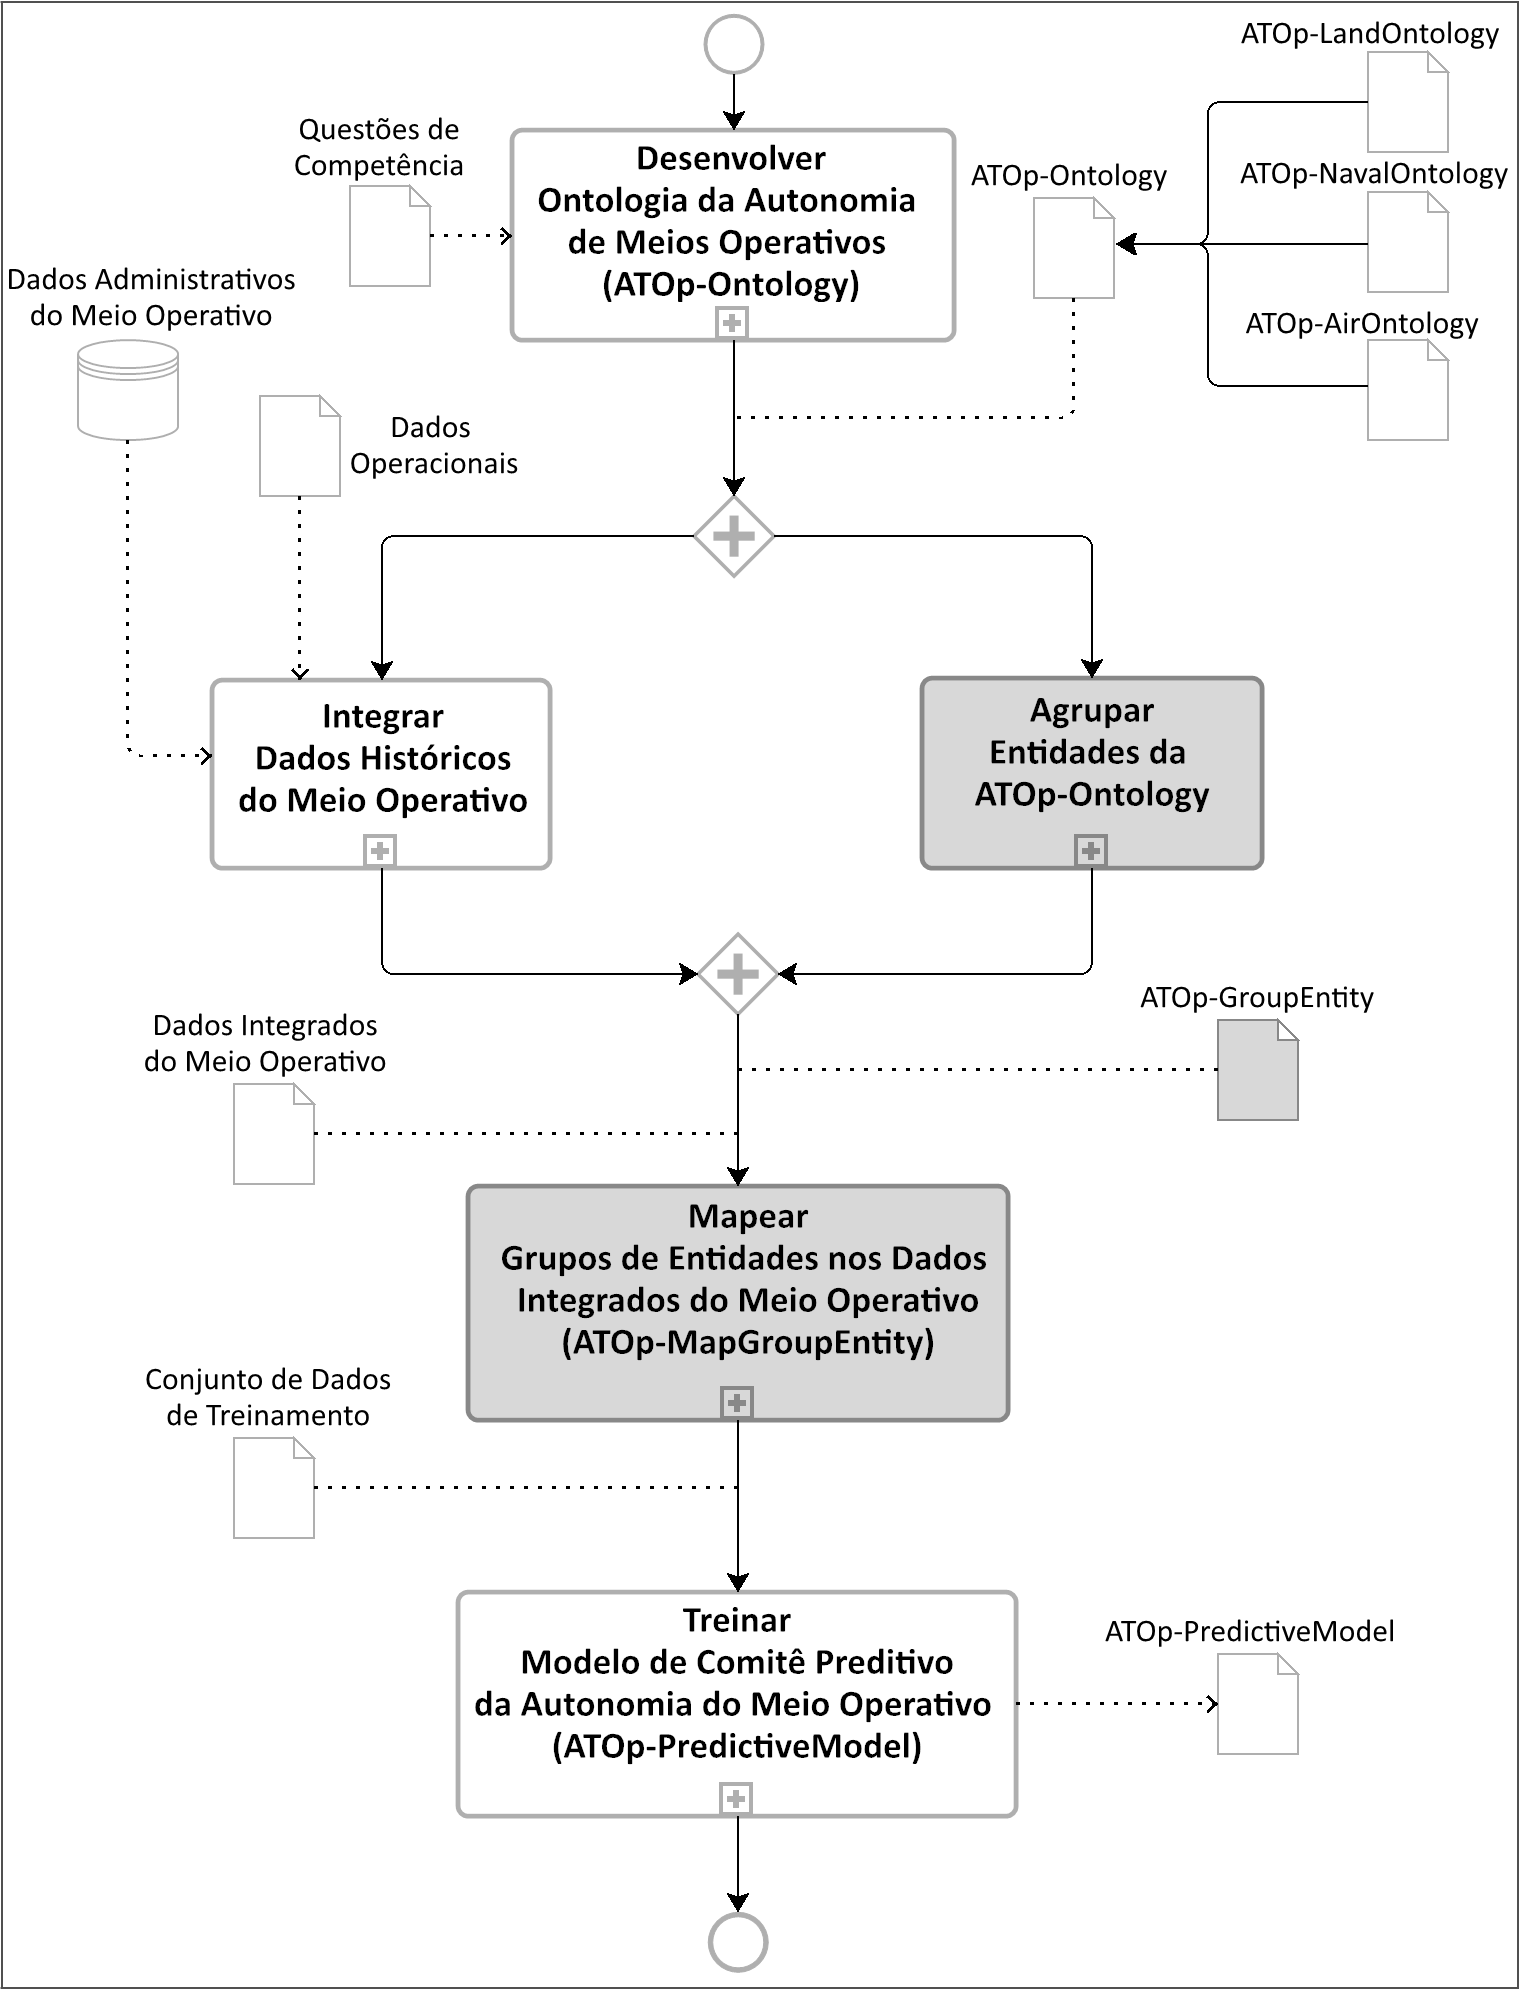 ATOp-LandOntology
Questões de
Competência
Desenvolver
Ontologia da Autonomia
de Meios Operativos
(ATOp-Ontology)
ATOp-Ontology
ATOp-NavalOntology
Dados Administrativos
do Meio Operativo
ATOp-AirOntology
Dados
Operacionais
Integrar
Dados Históricos
do Meio Operativo
Agrupar
Entidades da
ATOp-Ontology
ATOp-GroupEntity
Dados Integrados
do Meio Operativo
Mapear
Grupos de Entidades nos Dados
Integrados do Meio Operativo
(ATOp-MapGroupEntity)
Conjunto de Dados
de Treinamento
Treinar
Modelo de Comitê Preditivo
da Autonomia do Meio Operativo
(ATOp-PredictiveModel)
ATOp-PredictiveModel